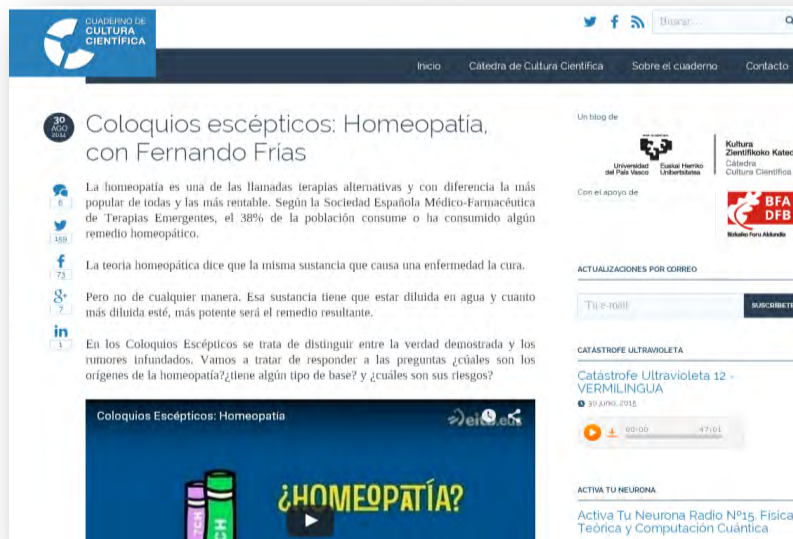 CUADERNO DE
CULTURA
CIENTÍFICA
Buscar...
Inicio Cátedra de Cultura Científica Sobre el cuaderno Contacto
30
AGO
2014
Coloquios escépticos: Homeopatía,
con Fernando Frías
La homeopatía es una de las llamadas terapias alternativas y con diferencia la más
popular de todas y las más rentable. Según la Sociedad Española Médico-Farmacéutica
de Terapias Emergentes, el 38% de la población consume o ha consumido algún
remedio homeopático.
La teoría homeopática dice que la misma sustancia que causa una enfermedad la cura.
Pero no de cualquier manera. Esa sustancia tiene que estar diluida en agua y cuanto
más diluida esté, más potente será el remedio resultante.
En los Coloquios Escépticos se trata de distinguir entre la verdad demostrada y los
rumores infundados. Vamos a tratar de responder a las preguntas ¿cúales son los
orígenes de la homeopatía?¿tiene algún tipo de base? y ¿cuáles son sus riesgos?
6
159
73
8+
7
in
1
Coloquios Escépticos: Homeopatía
eitb.eus
¿HOMEOPATÍA?
Un blog de
Universidad
del País Vasco
Euskal Herriko
Unibertsitatea
Kultura
Zientifikoko Kated
Cátedra
Cultura Científica
Con el apoyo de
BFA
DFB
Bizkaiko Foru Aldundia
ACTUALIZACIONES POR CORREO
Tu e-mail
SUSCRÍBETE
CATÁSTROFE ULTRAVIOLETA
Catástrofe Ultravioleta 12 -
VERMILINGUA
30 junio, 2015
00:00 47:01
ACTIVA TU NEURONA
Activa Tu Neurona Radio Nº15. Física
Teórica y Computación Cuántica